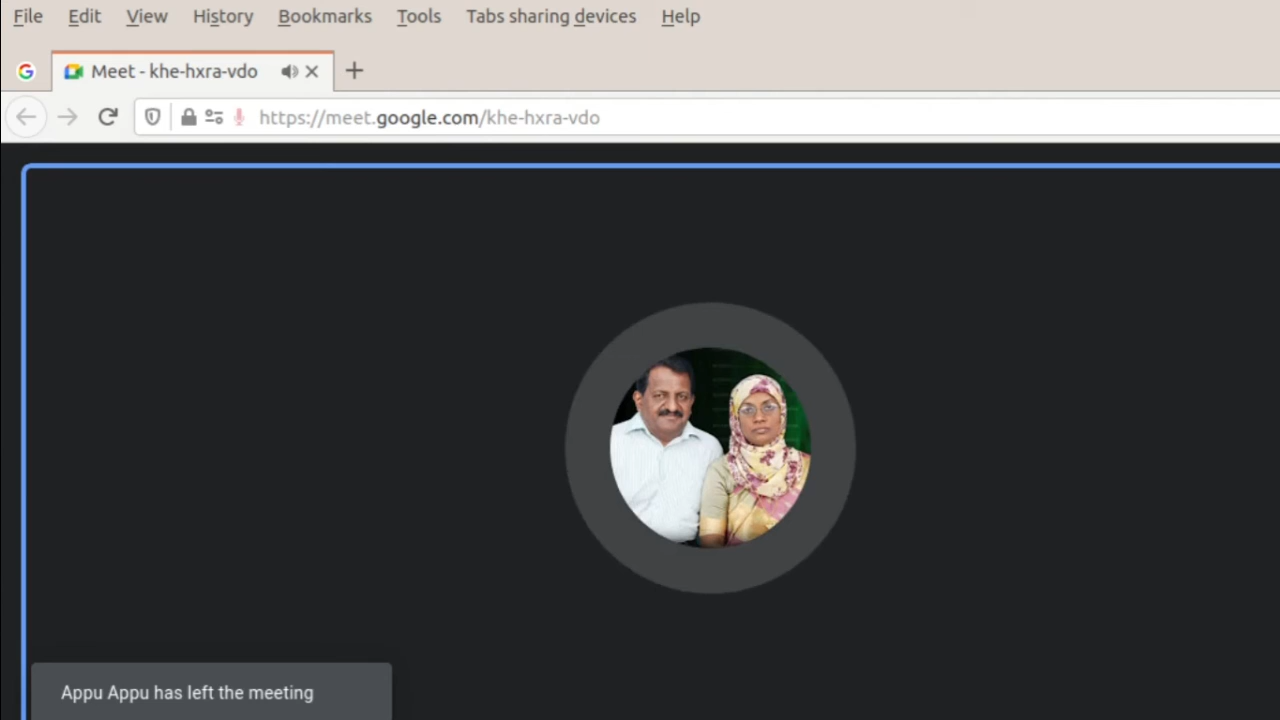 File Edit View History Bookmarks Tools Tabs sharing devices Help
Meet - khe-hxra-vdo
https://meet.google.com/khe-hxra-vdo
Appu Appu has left the meeting